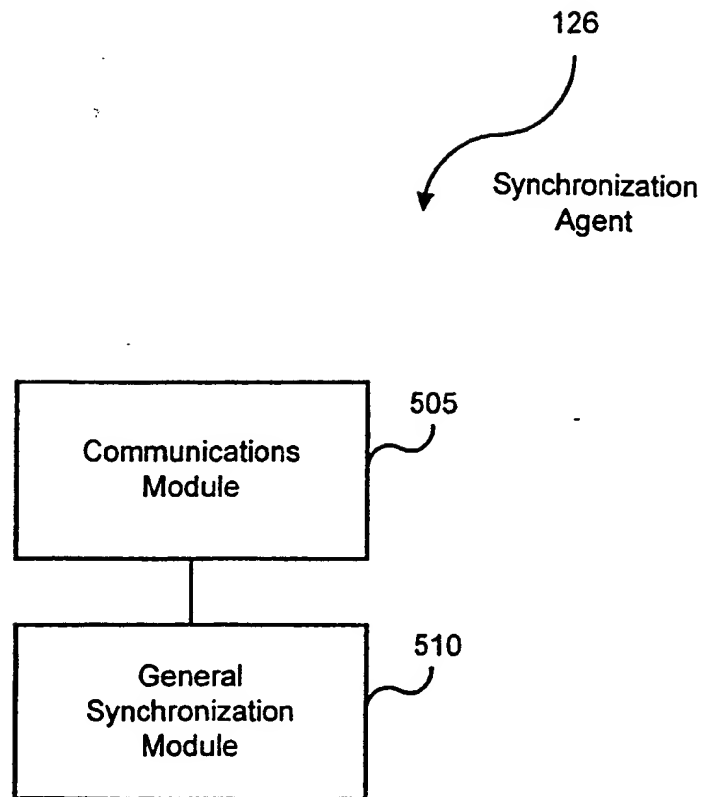 126
Synchronization
Agent
505
Communications
Module
510
General
Synchronization
Module